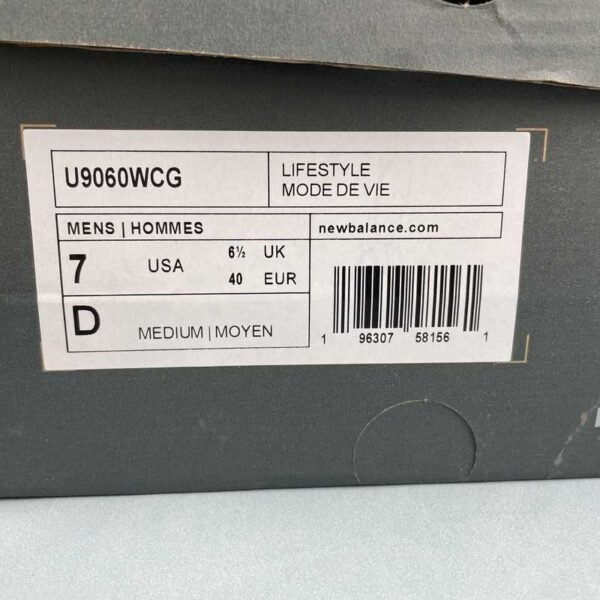 U9060WCG
LIFESTYLE
MODE DE VIE
MENS | HOMMES
newbalance.com
7 USA 6½ UK
40 EUR
D MEDIUM | MOYEN
1 96307 58156 1